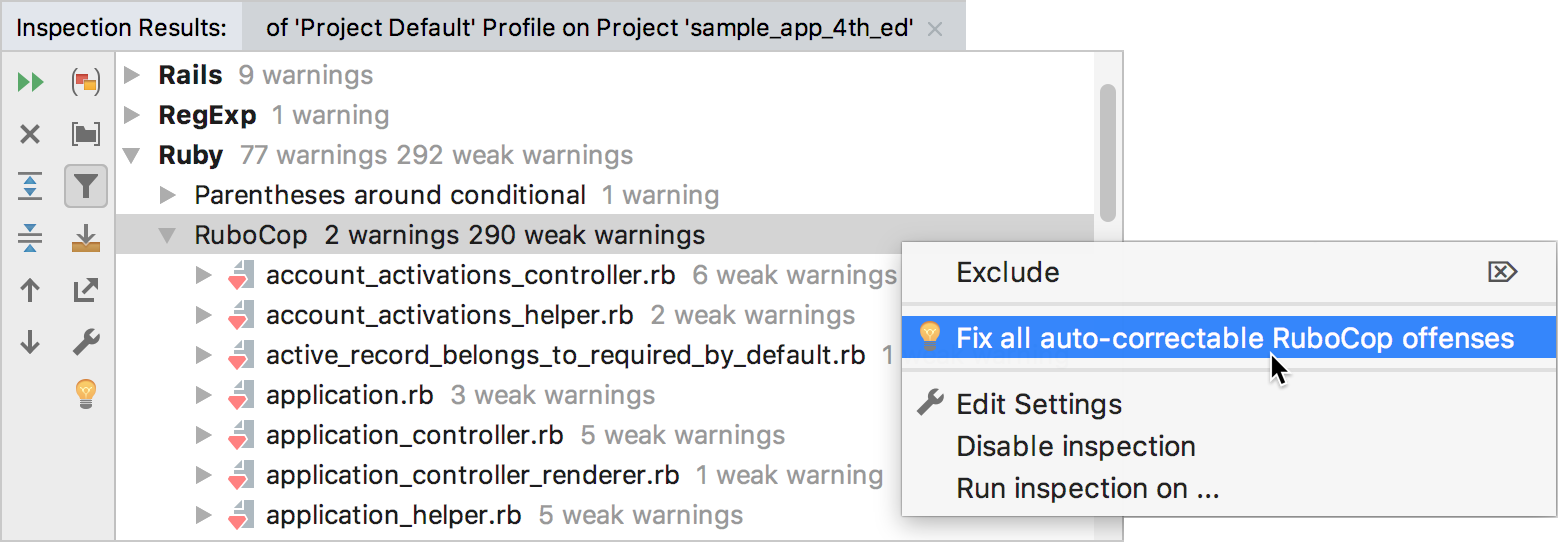 Inspection Results: of 'Project Default' Profile on Project 'sample_app_4th_ed'
Rails 9 warnings
RegExp 1 warning
Ruby 77 warnings 292 weak warnings
Parentheses around conditional 1 warning
RuboCop 2 warnings 290 weak warnings
account_activations_controller.rb 6 weak warnings
account_activations_helper.rb 2 weak warnings
active_record_belongs_to_required_by_default.rb 1
application.rb 3 weak warnings
application_controller.rb 5 weak warnings
application_controller_renderer.rb 1 weak warning
application_helper.rb 5 weak warnings
Exclude
Fix all auto-correctable RuboCop offenses
Edit Settings
Disable inspection
Run inspection on ...